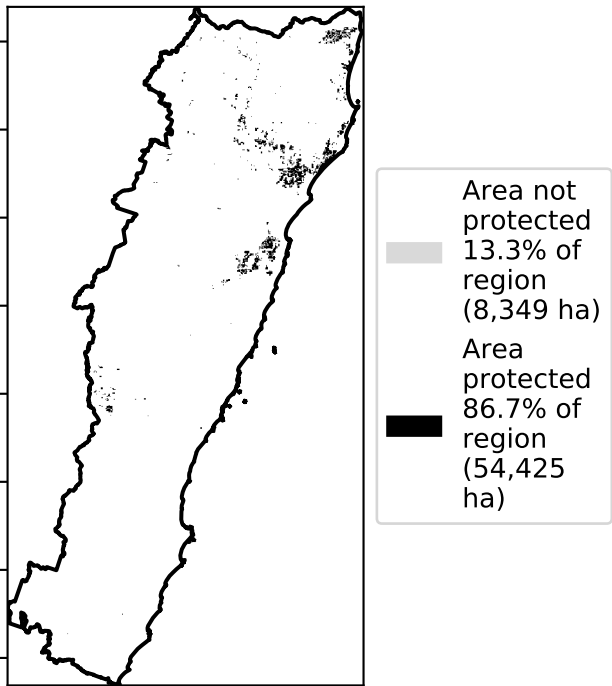 Area not
protected
13.3% of
region
(8,349 ha)
Area
protected
86.7% of
region
(54,425
ha)